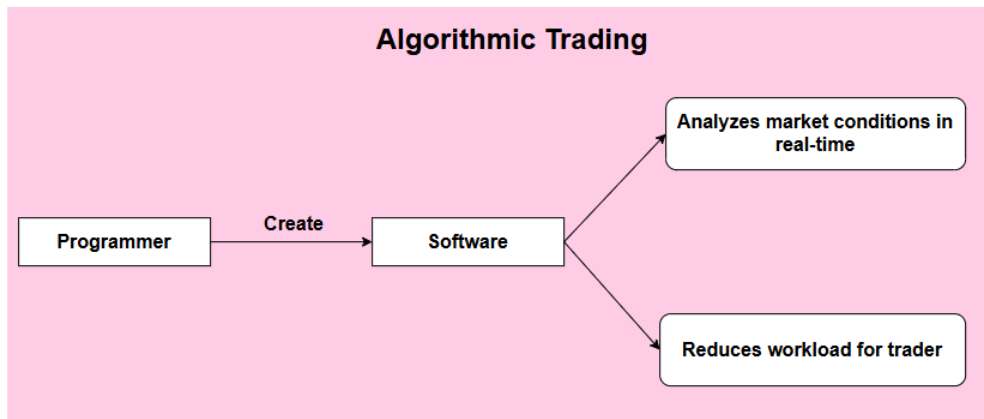 Algorithmic Trading
Analyzes market conditions in
real-time
Create
Programmer
Software
Reduces workload for trader